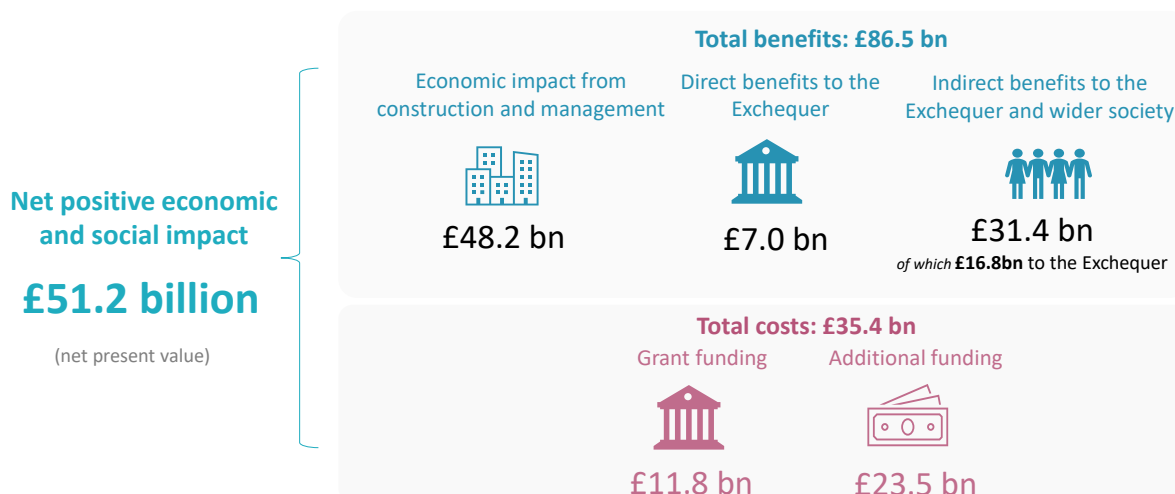 Total benefits: £86.5 bn
Economic impact from
construction and management
£48.2 bn
Direct benefits to the
Exchequer
£7.0 bn
Indirect benefits to the
Exchequer and wider society
£31.4 bn
of which £16.8bn to the Exchequer
Net positive economic
and social impact
£51.2 billion
(net present value)
Total costs: £35.4 bn
Grant funding
£11.8 bn
Additional funding
£23.5 bn